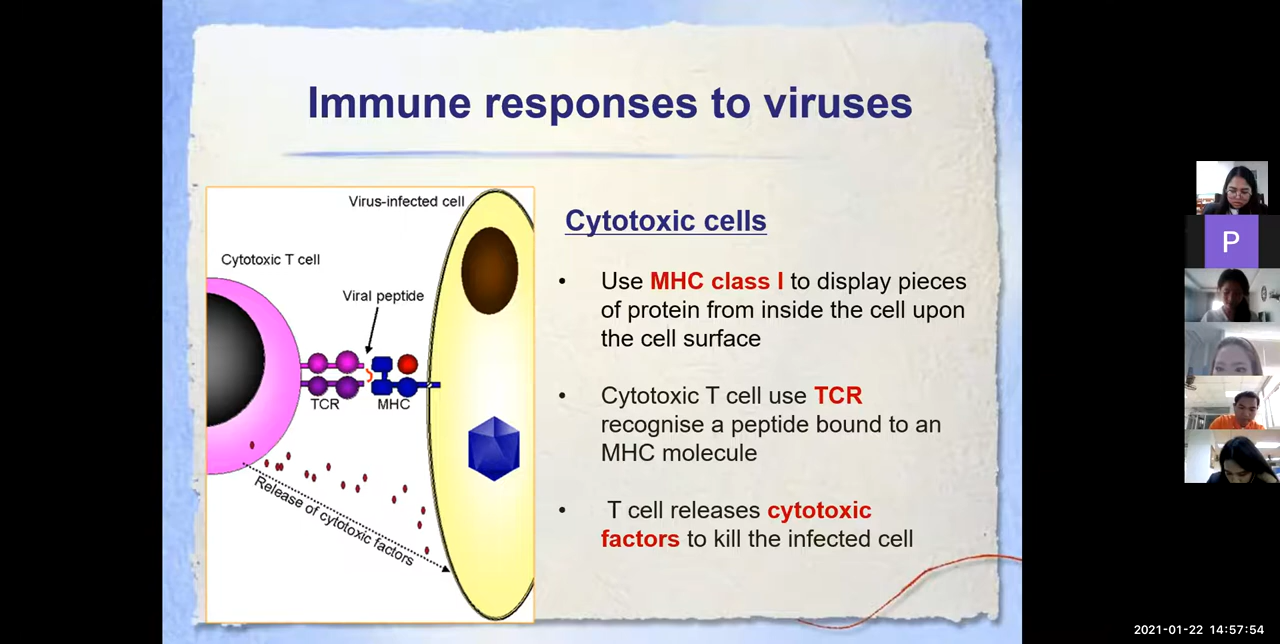 Immune responses to viruses
Virus-infected cell
Cytotoxic T cell
Viral peptide
TCR
MHC
Release of cytotoxic factors
Cytotoxic cells
• Use MHC class I to display pieces
of protein from inside the cell upon
the cell surface
• Cytotoxic T cell use TCR
recognise a peptide bound to an
MHC molecule
• T cell releases cytotoxic
factors to kill the infected cell
P
2021-01-22 14:57:54